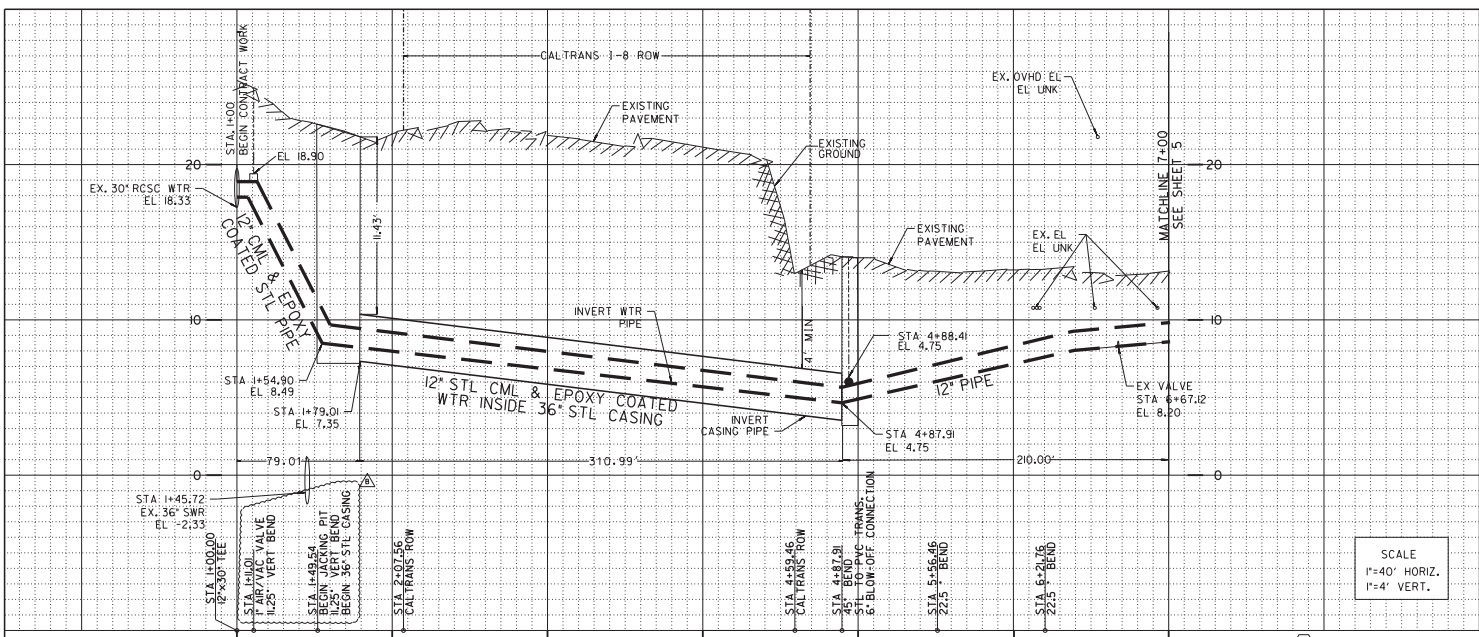 STA 1+00
BEGIN CONTRACT WORK
CALTRANS I-8 ROW
EX. OVHD EL
EL UNK
EXISTING
PAVEMENT
EXISTING
GROUND
MATCHLINE 7+00
SEE SHEET 5
20
EL 18.90
20
EX. 30" RCSC WTR
EL 18.33
12" CML & EPOXY
COATED STL PIPE
11.43'
EXISTING
PAVEMENT
EX. EL
EL UNK
10
INVERT WTR
PIPE
4' MIN
STA 4+88.41
EL 4.75
10
STA 1+54.90
EL 8.49
STA 1+79.01
EL 7.35
12" STL CML & EPOXY COATED
WTR INSIDE 36" STL CASING
INVERT
CASING PIPE
12" PIPE
EX VALVE
STA 6+67.12
EL 8.20
STA 4+87.91
EL 4.75
79.01'
310.99'
210.00'
0
0
STA 1+45.72
EX. 36" SWR
EL -2.33
B
STA 1+00.00
12"x30" TEE
STA 1+11.01
1" AIR/VAC VALVE
11.25° VERT BEND
STA 1+49.54
BEGIN JACKING PIT
11.25° VERT BEND
BEGIN 36" STL CASING
STA 2+07.56
CALTRANS ROW
STA 4+59.46
CALTRANS ROW
STA 4+87.91
45° BEND
STL TO PVC TRANS.
6" BLOW-OFF CONNECTION
STA 5+56.46
22.5° BEND
STA 6+21.76
22.5° BEND
SCALE
1"=40' HORIZ.
1"=4' VERT.